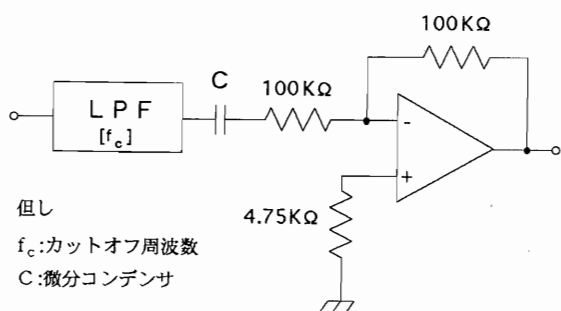 100KΩ
C
100KΩ
LPF
[fc]
-
+
4.75KΩ
但し
fc:カットオフ周波数
C:微分コンデンサ